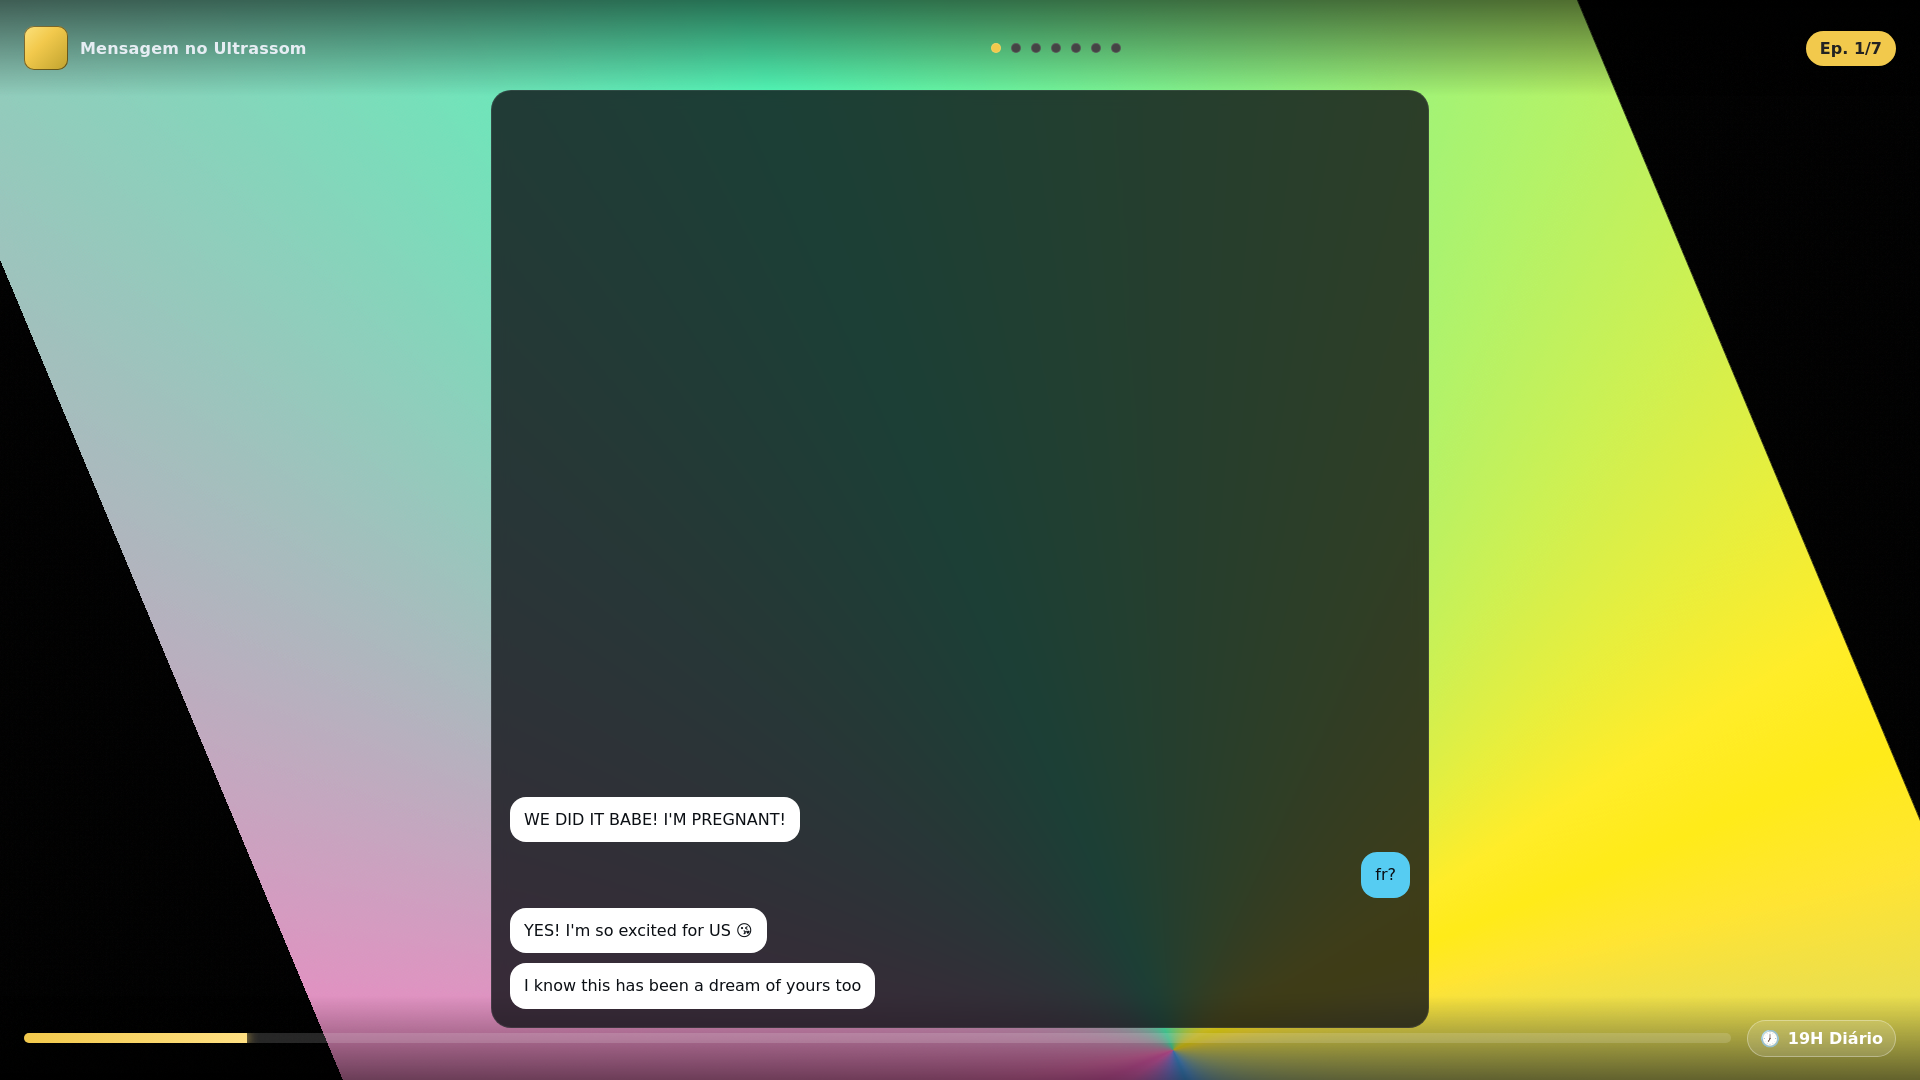 Mensagem no Ultrassom
Ep. 1/7
WE DID IT BABE! I'M PREGNANT!
fr?
YES! I'm so excited for US 😘
I know this has been a dream of yours too
🕖 19H Diário